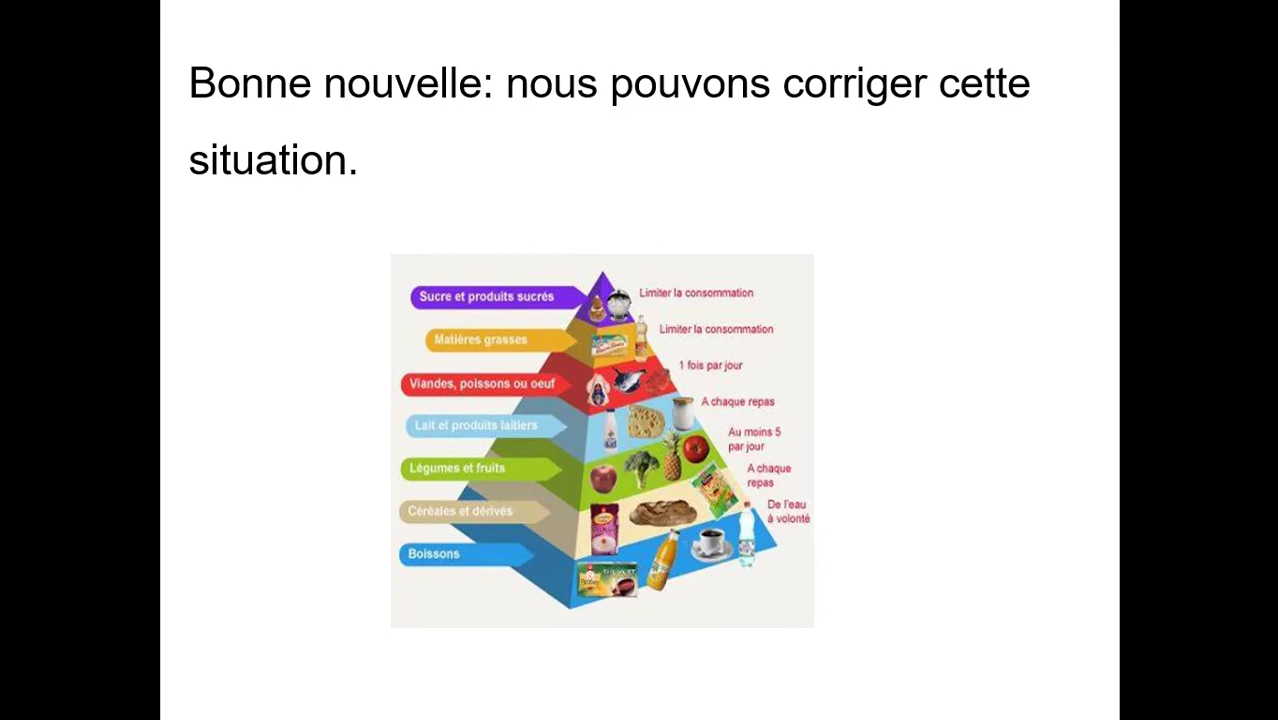 Bonne nouvelle: nous pouvons corriger cette
situation.
Sucre et produits sucrés
Limiter la consommation
Matières grasses
Limiter la consommation
Viandes, poissons ou oeuf
1 fois par jour
Lait et produits laitiers
A chaque repas
Légumes et fruits
Au moins 5
par jour
Céréales et dérivés
A chaque
repas
Boissons
De l'eau
à volonté